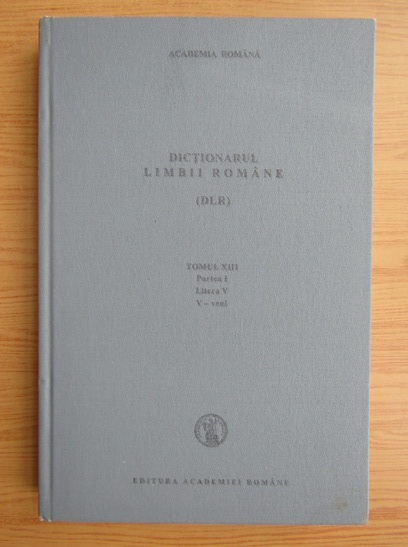 ACADEMIA ROMÂNĂ
DICȚIONARUL
LIMBII ROMÂNE
(DLR)
TOMUL XIII
Partea 1
Litera V
V – veni
EDITURA ACADEMIEI ROMÂNE